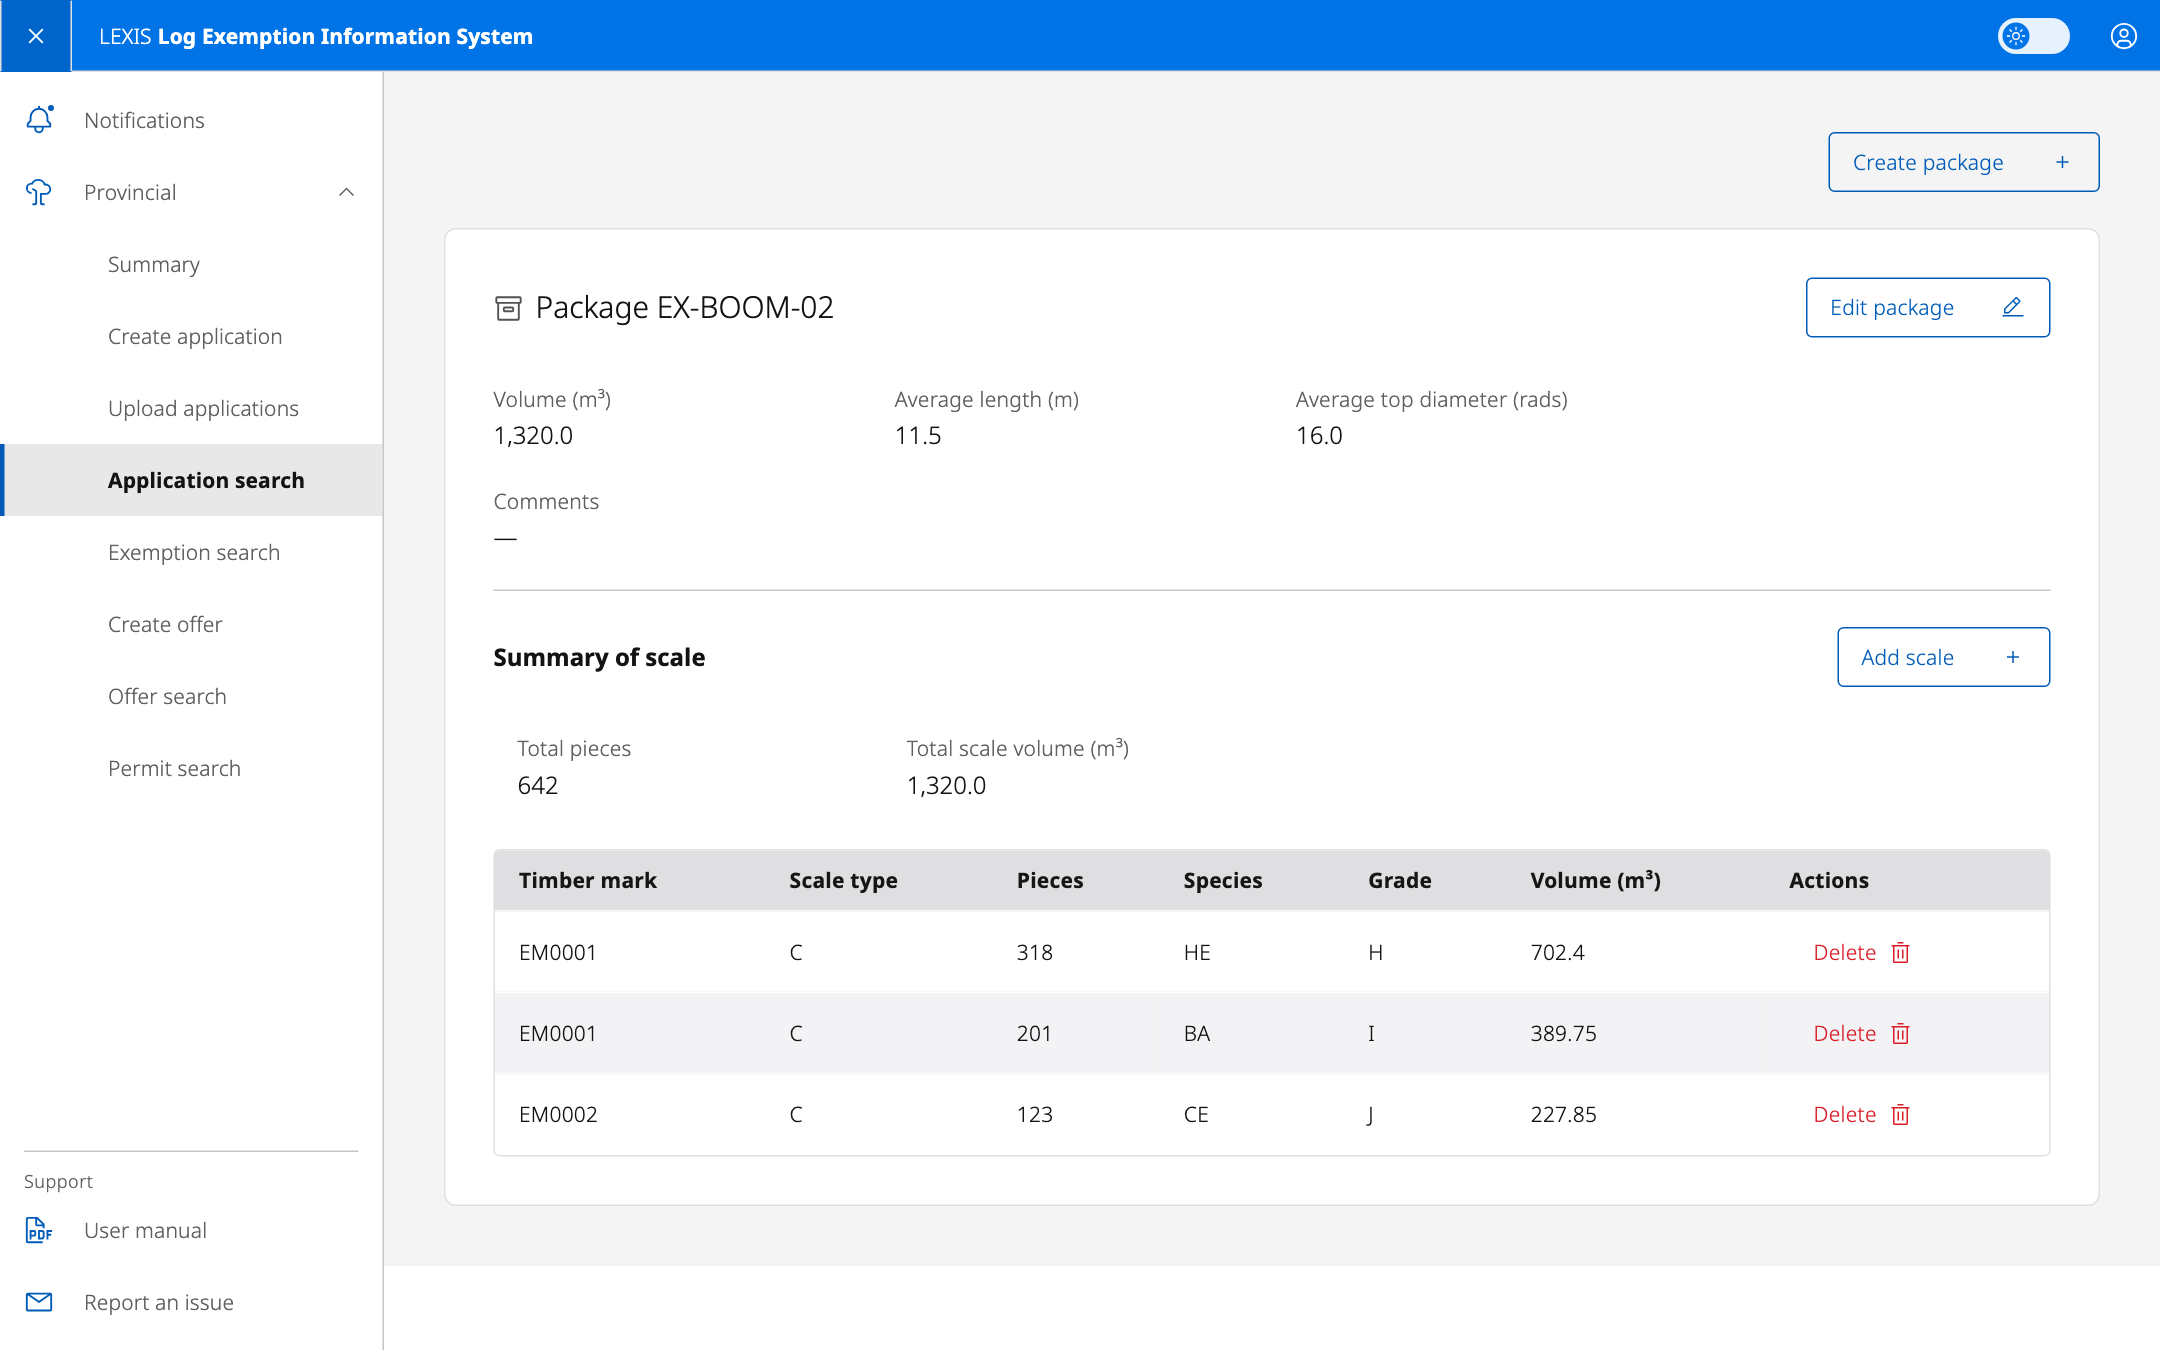 LEXIS Log Exemption Information System
Notifications
Provincial
Summary
Create application
Upload applications
Application search
Exemption search
Create offer
Offer search
Permit search
Support
PDF User manual
Report an issue
Create package +
Package EX-BOOM-02
Edit package
Volume (m³) Average length (m) Average top diameter (rads)
1,320.0 11.5 16.0
Comments
—
Summary of scale
Add scale +
Total pieces Total scale volume (m³)
642 1,320.0
Timber mark Scale type Pieces Species Grade Volume (m³) Actions
EM0001 C 318 HE H 702.4 Delete
EM0001 C 201 BA I 389.75 Delete
EM0002 C 123 CE J 227.85 Delete